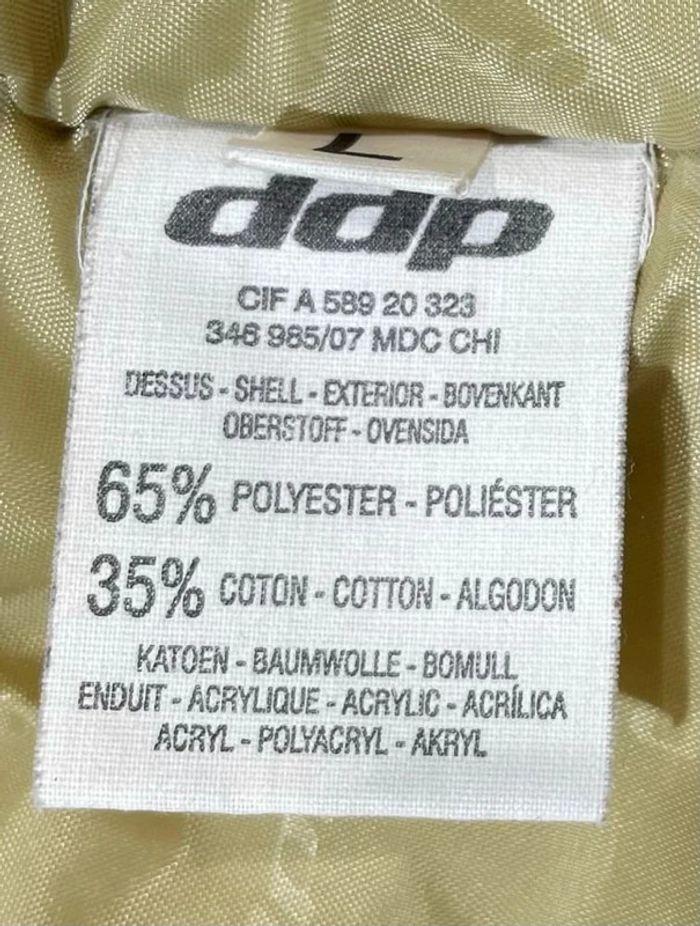 L
ddp
CIF A 589 20 323
346 985/07 MDC CHI
DESSUS - SHELL - EXTERIOR - BOVENKANT
OBERSTOFF - OVENSIDA
65% POLYESTER - POLIÉSTER
35% COTON - COTTON - ALGODON
KATOEN - BAUMWOLLE - BOMULL
ENDUIT - ACRYLIQUE - ACRYLIC - ACRÍLICA
ACRYL - POLYACRYL - AKRYL